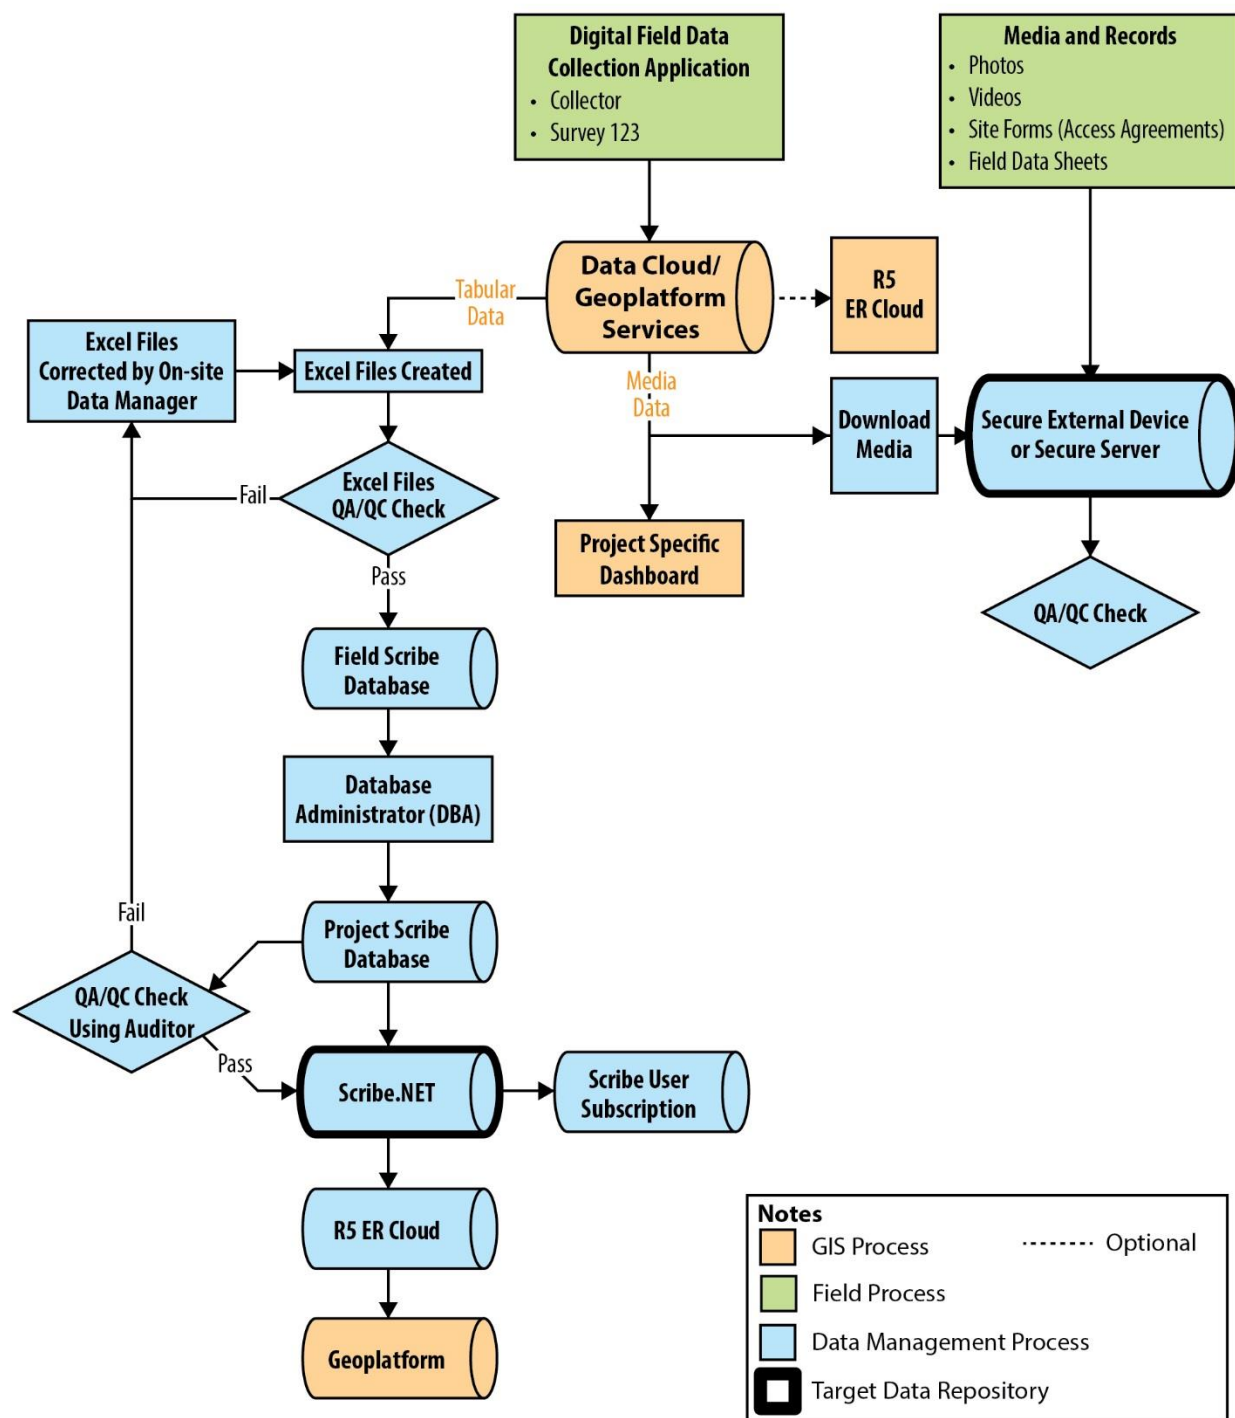 Digital Field Data
Collection Application
• Collector
• Survey 123
Media and Records
• Photos
• Videos
• Site Forms (Access Agreements)
• Field Data Sheets
Data Cloud/
Geoplatform
Services
R5
ER Cloud
Tabular
Data
Excel Files
Corrected by On-site
Data Manager
Excel Files Created
Media
Data
Download
Media
Secure External Device
or Secure Server
Excel Files
QA/QC Check
Fail
Pass
Project Specific
Dashboard
QA/QC Check
Field Scribe
Database
Database
Administrator (DBA)
Project Scribe
Database
Fail
QA/QC Check
Using Auditor
Pass
Scribe.NET
Scribe User
Subscription
R5 ER Cloud
Geoplatform
Notes
GIS Process
Optional
Field Process
Data Management Process
Target Data Repository